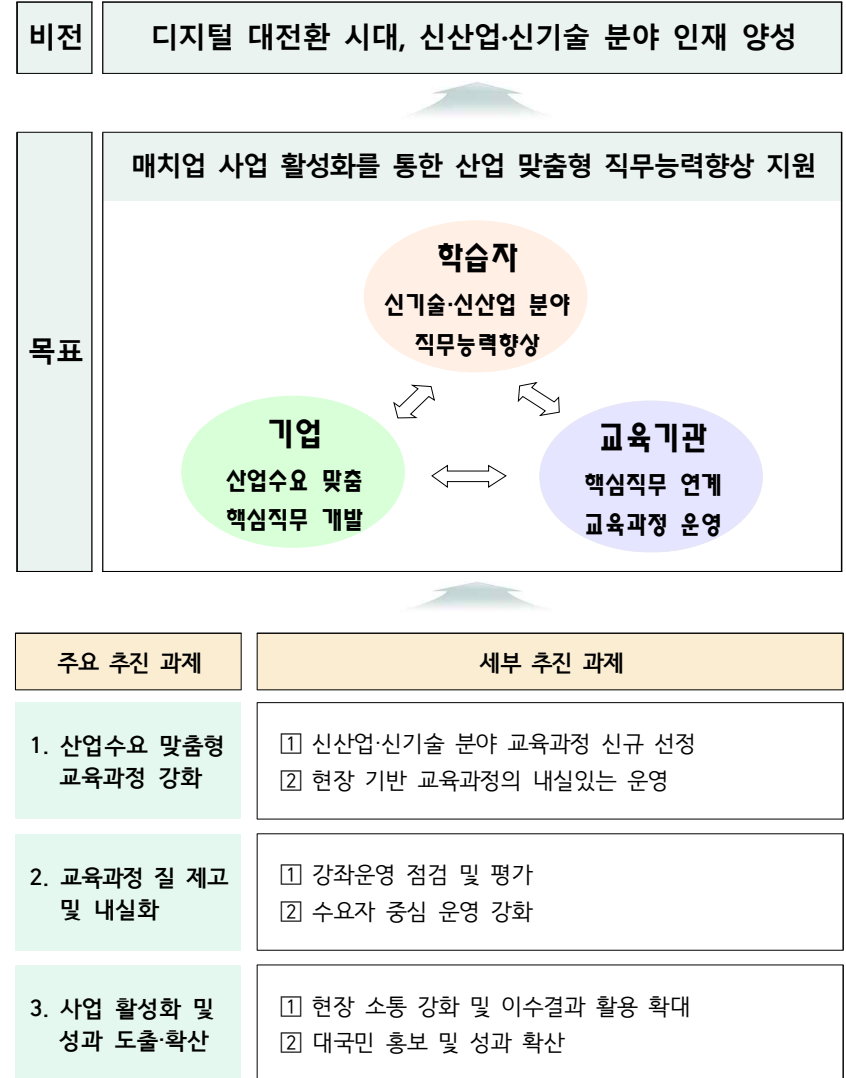 비전
디지털 대전환 시대, 신산업·신기술 분야 인재 양성
목표
매치업 사업 활성화를 통한 산업 맞춤형 직무능력향상 지원
학습자
신기술·신산업 분야
직무능력향상
기업
산업수요 맞춤
핵심직무 개발
교육기관
핵심직무 연계
교육과정 운영
주요 추진 과제
세부 추진 과제
1. 산업수요 맞춤형
교육과정 강화
1 신산업·신기술 분야 교육과정 신규 선정
2 현장 기반 교육과정의 내실있는 운영
2. 교육과정 질 제고
및 내실화
1 강좌운영 점검 및 평가
2 수요자 중심 운영 강화
3. 사업 활성화 및
성과 도출·확산
1 현장 소통 강화 및 이수결과 활용 확대
2 대국민 홍보 및 성과 확산